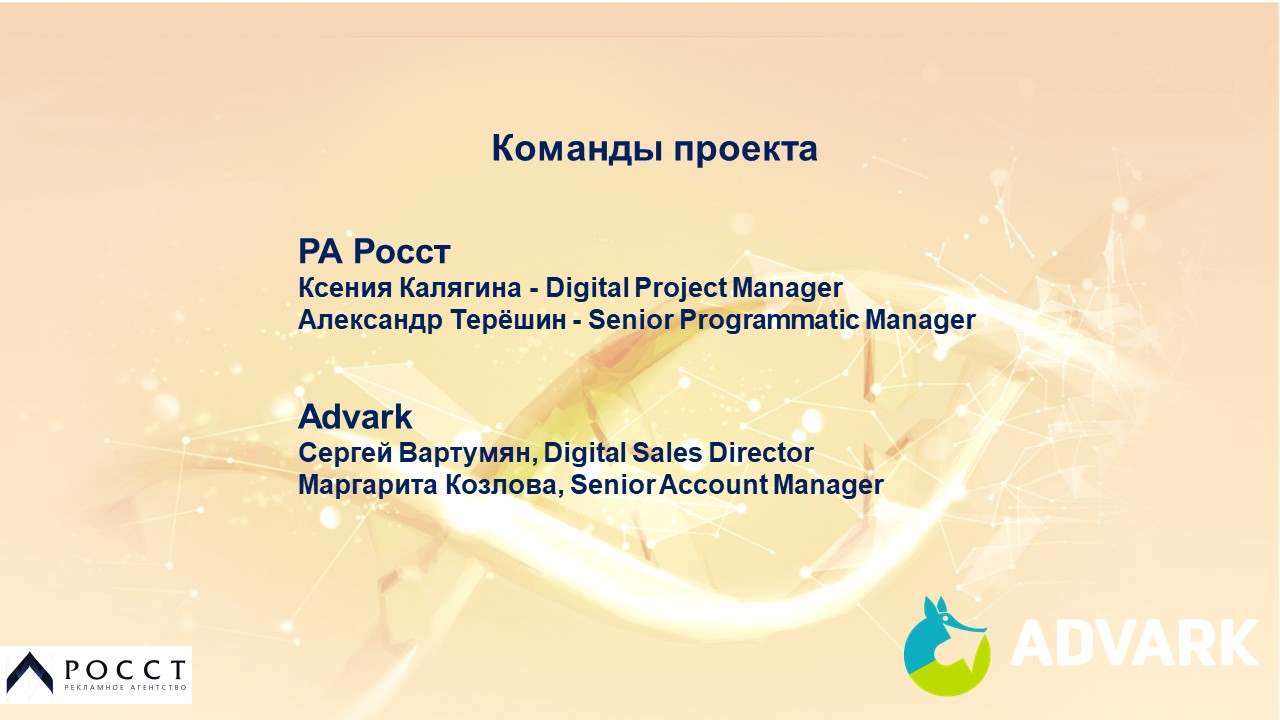 Команды проекта
РА Росст
Ксения Калягина - Digital Project Manager
Александр Терёшин - Senior Programmatic Manager
Advark
Сергей Вартумян, Digital Sales Director
Маргарита Козлова, Senior Account Manager
РОССТ
РЕКЛАМНОЕ АГЕНТСТВО
ADVARK